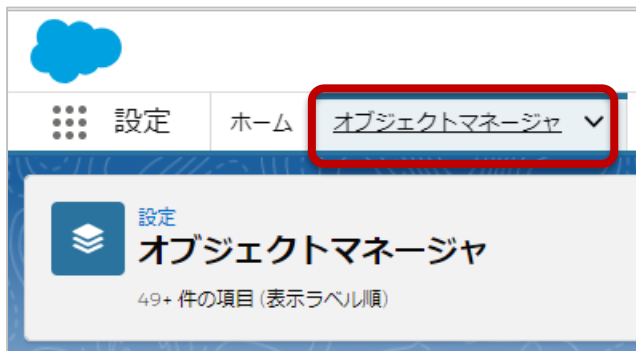 設定 ホーム オブジェクトマネージャ
設定
オブジェクトマネージャ
49+ 件の項目 (表示ラベル順)